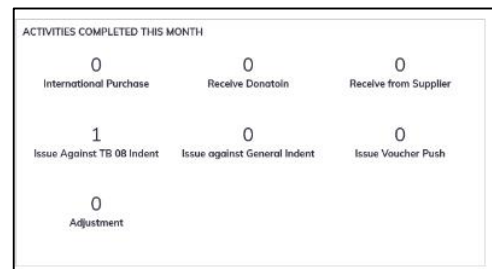 ACTIVITIES COMPLETED THIS MONTH
0 0 0
International Purchase Receive Donatoin Receive from Supplier
1 0 0
Issue Against TB 08 Indent Issue against General Indent Issue Voucher Push
0
Adjustment